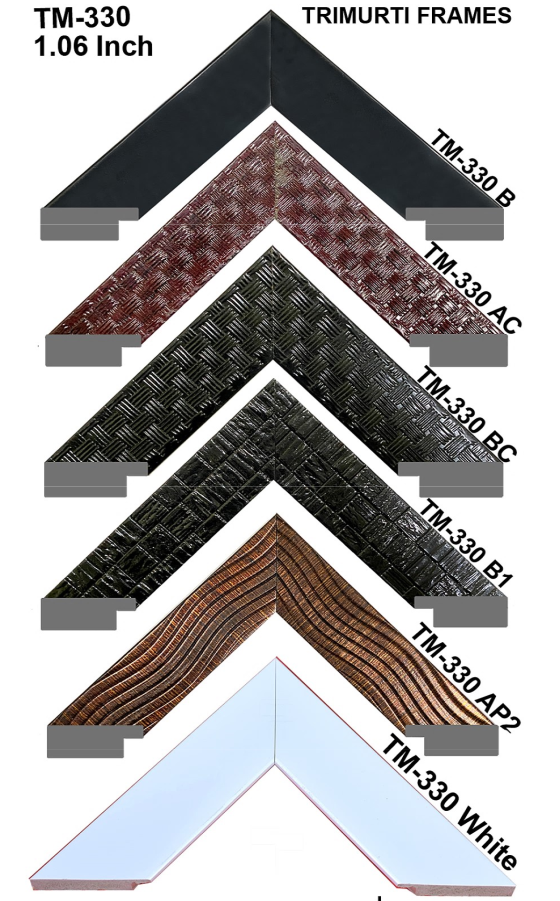 TM-330
1.06 Inch
TRIMURTI FRAMES
TM-330 B
TM-330 AC
TM-330 BC
TM-330 B1
TM-330 AP2
TM-330 White